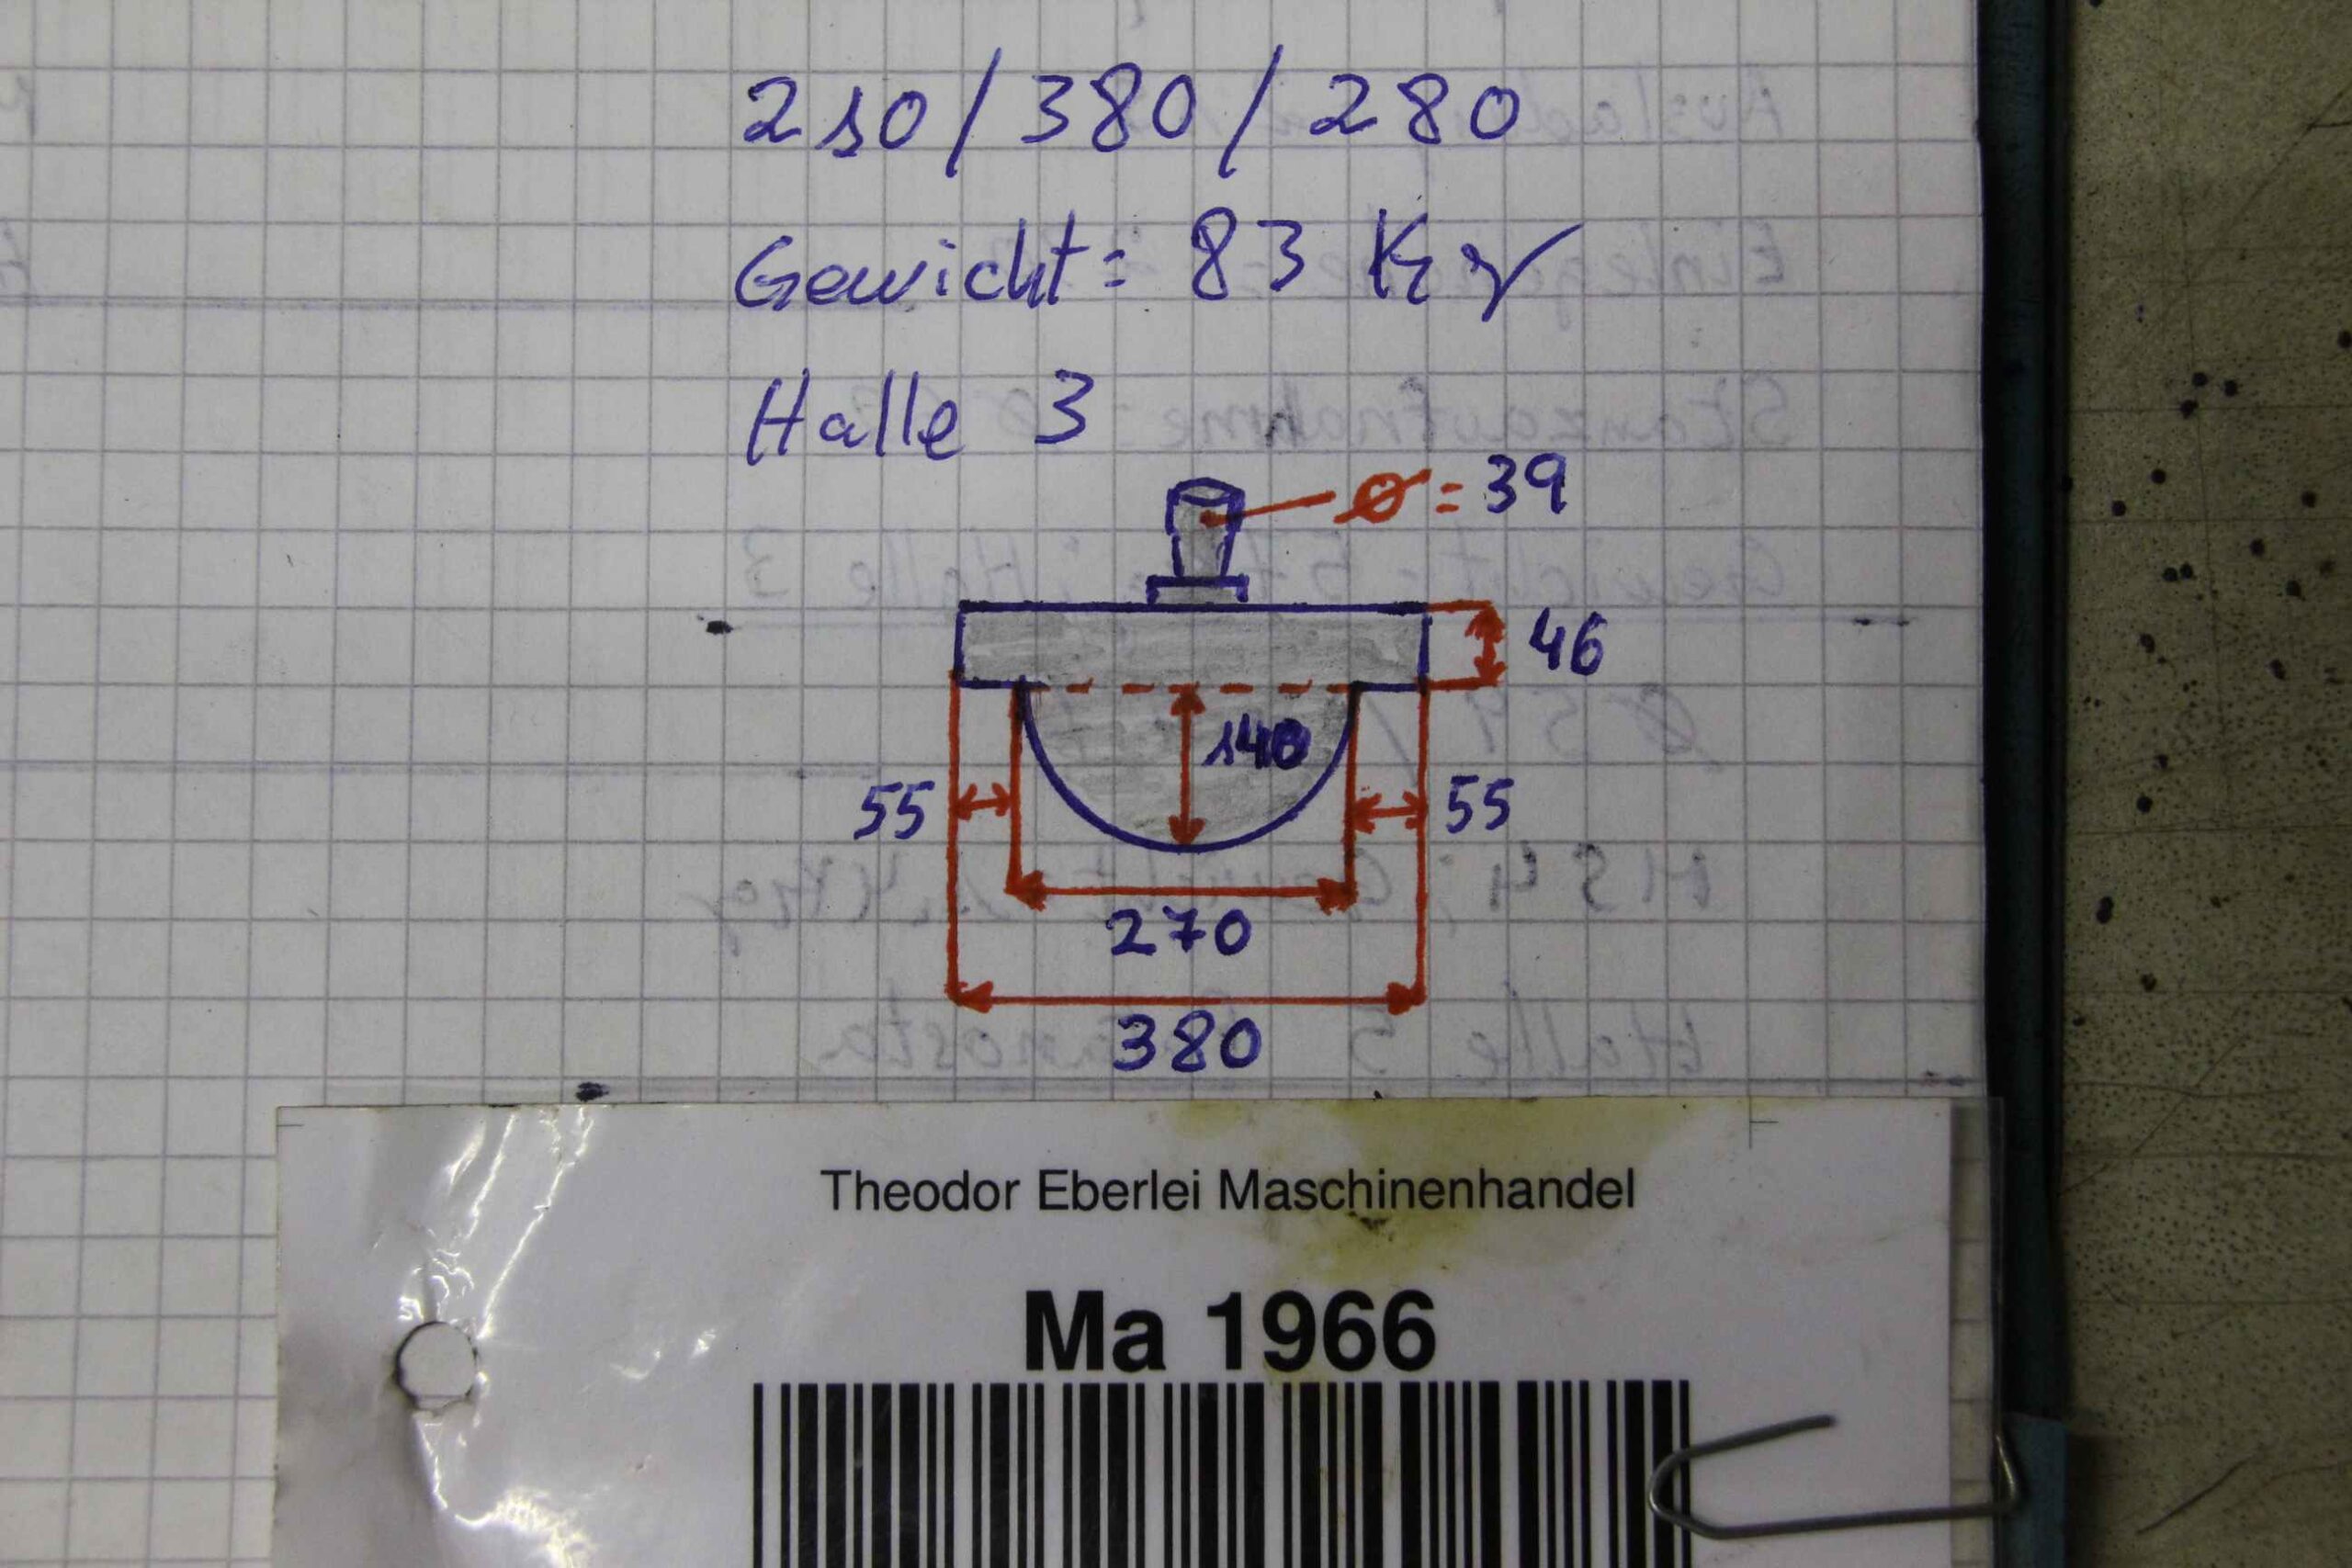 210/380/280
Gewicht: 83 Kg
Halle 3
Ø = 39
46
140
55
55
270
380
Theodor Eberlei Maschinenhandel
Ma 1966